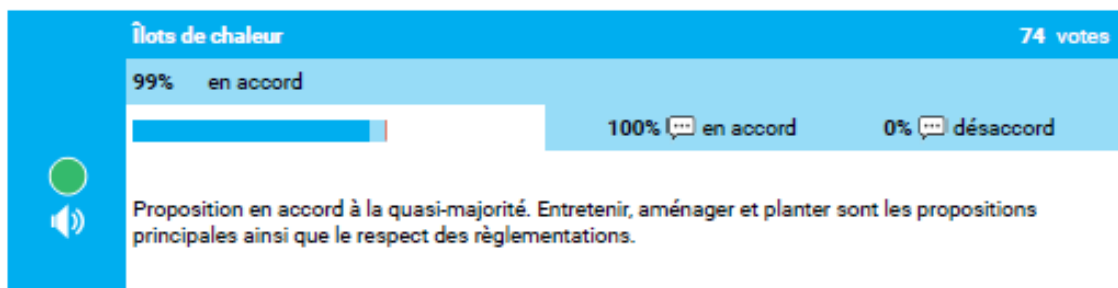 Îlots de chaleur 74 votes
99% en accord
100% en accord 0% désaccord
Proposition en accord à la quasi-majorité. Entretenir, aménager et planter sont les propositions
principales ainsi que le respect des règlementations.